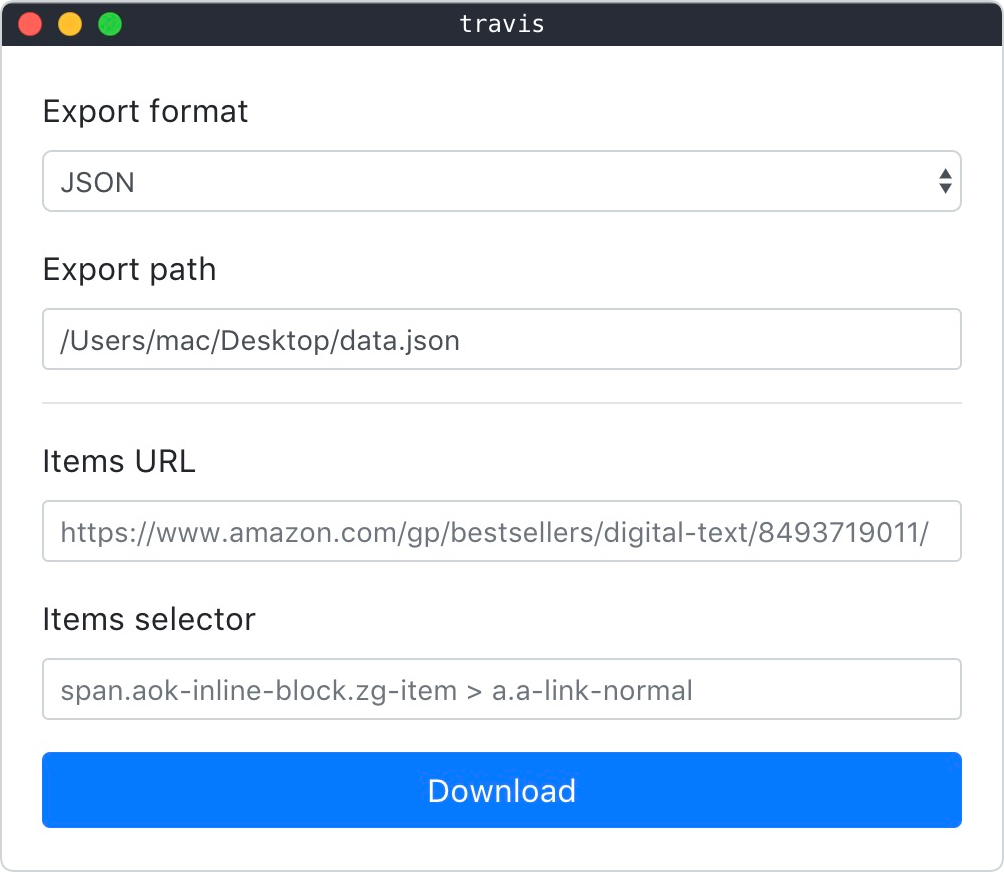 travis
Export format
JSON
Export path
/Users/mac/Desktop/data.json
Items URL
https://www.amazon.com/gp/bestsellers/digital-text/8493719011/
Items selector
span.aok-inline-block.zg-item > a.a-link-normal
Download